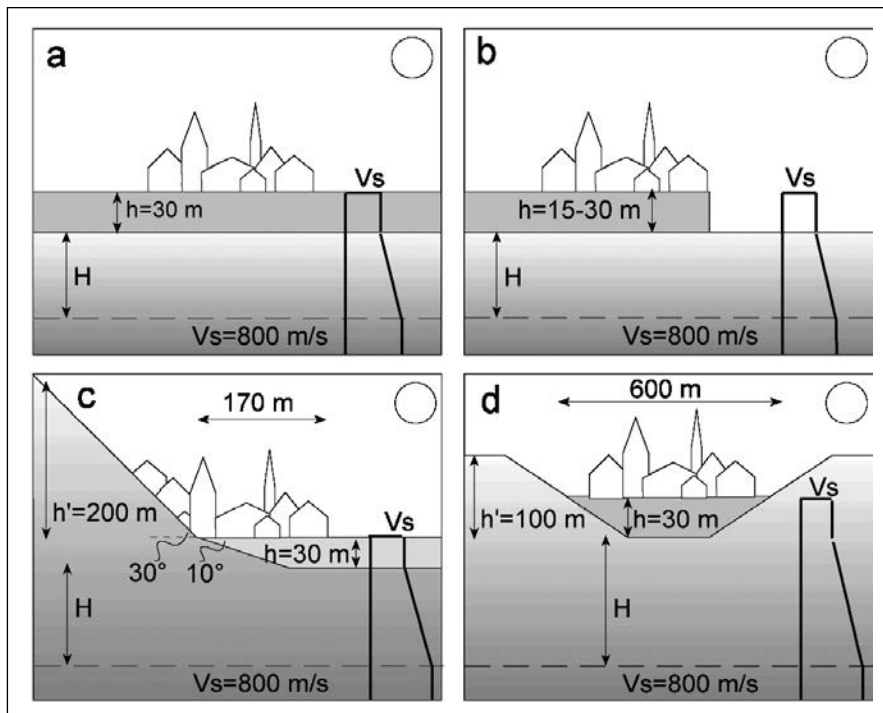 a
Vs
h=30 m
H
Vs=800 m/s
b
Vs
h=15-30 m
H
Vs=800 m/s
c
170 m
h'=200 m
Vs
h=30 m
30°
10°
H
Vs=800 m/s
d
600 m
Vs
h'=100 m
h=30 m
H
Vs=800 m/s